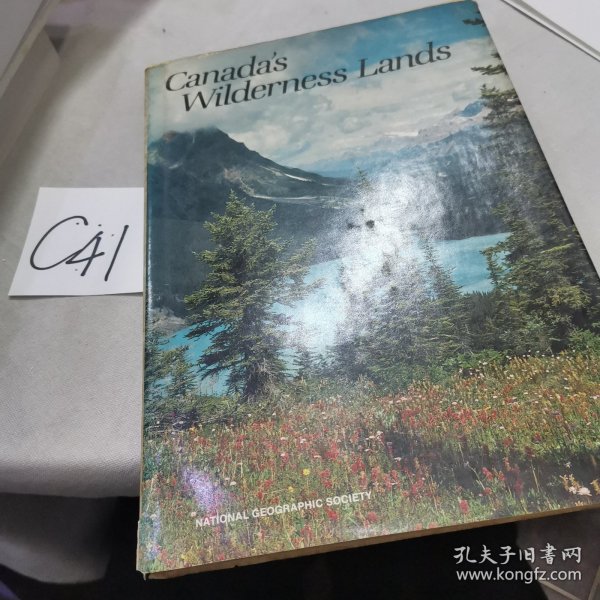 Canada's
Wilderness Lands
C41
NATIONAL GEOGRAPHIC SOCIETY
孔夫子旧书网
www.kongfz.com